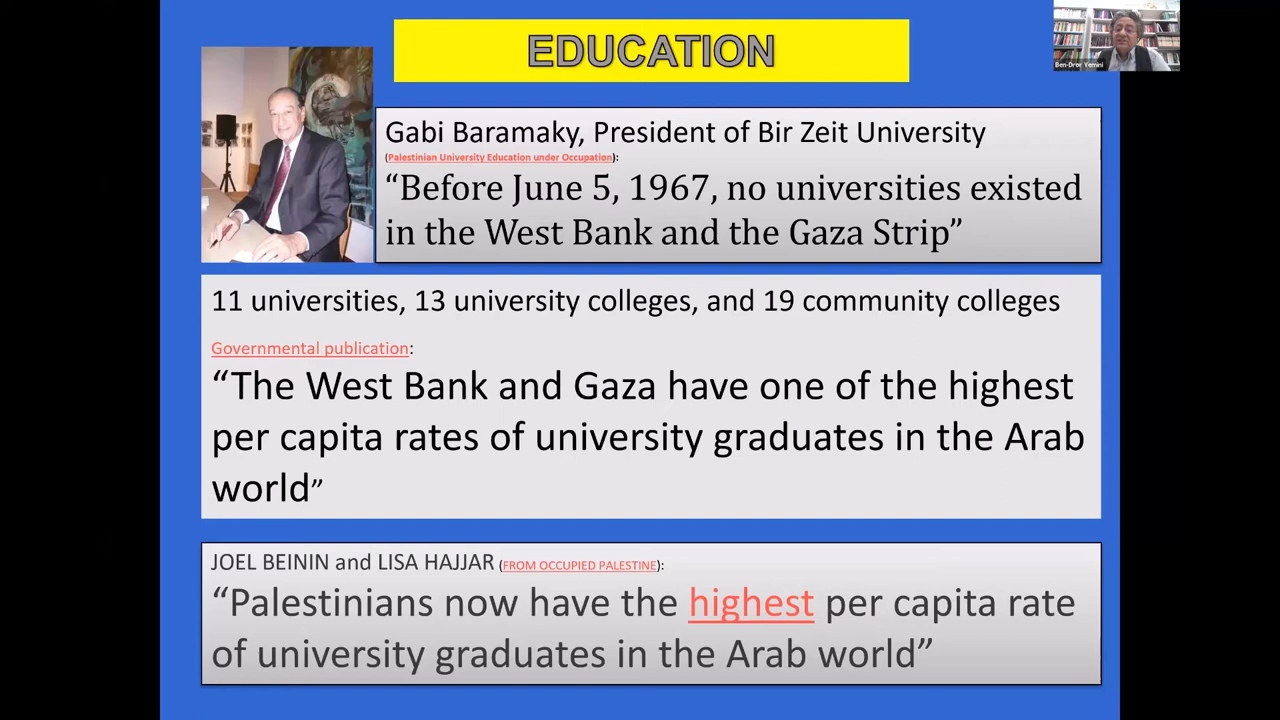 EDUCATION
Ben-Dror Yemini
Gabi Baramaky, President of Bir Zeit University
(Palestinian University Education under Occupation):
“Before June 5, 1967, no universities existed
in the West Bank and the Gaza Strip”
11 universities, 13 university colleges, and 19 community colleges
Governmental publication:
“The West Bank and Gaza have one of the highest
per capita rates of university graduates in the Arab
world”
JOEL BEININ and LISA HAJJAR (FROM OCCUPIED PALESTINE):
“Palestinians now have the highest per capita rate
of university graduates in the Arab world”